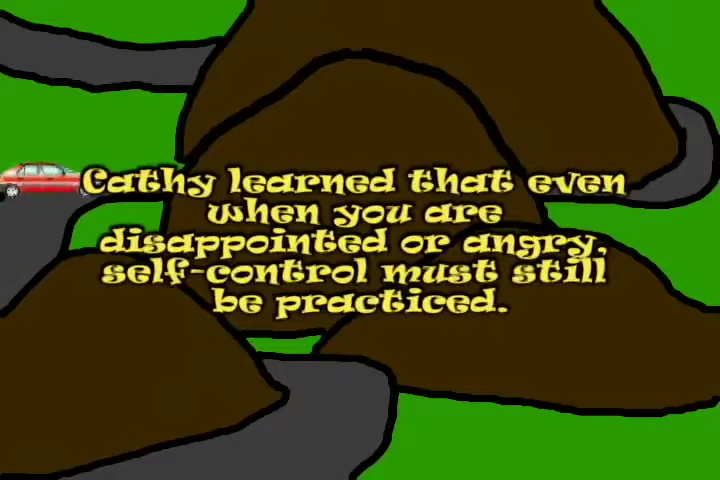 Cathy learned that even
when you are
disappointed or angry,
self-control must still
be practiced.